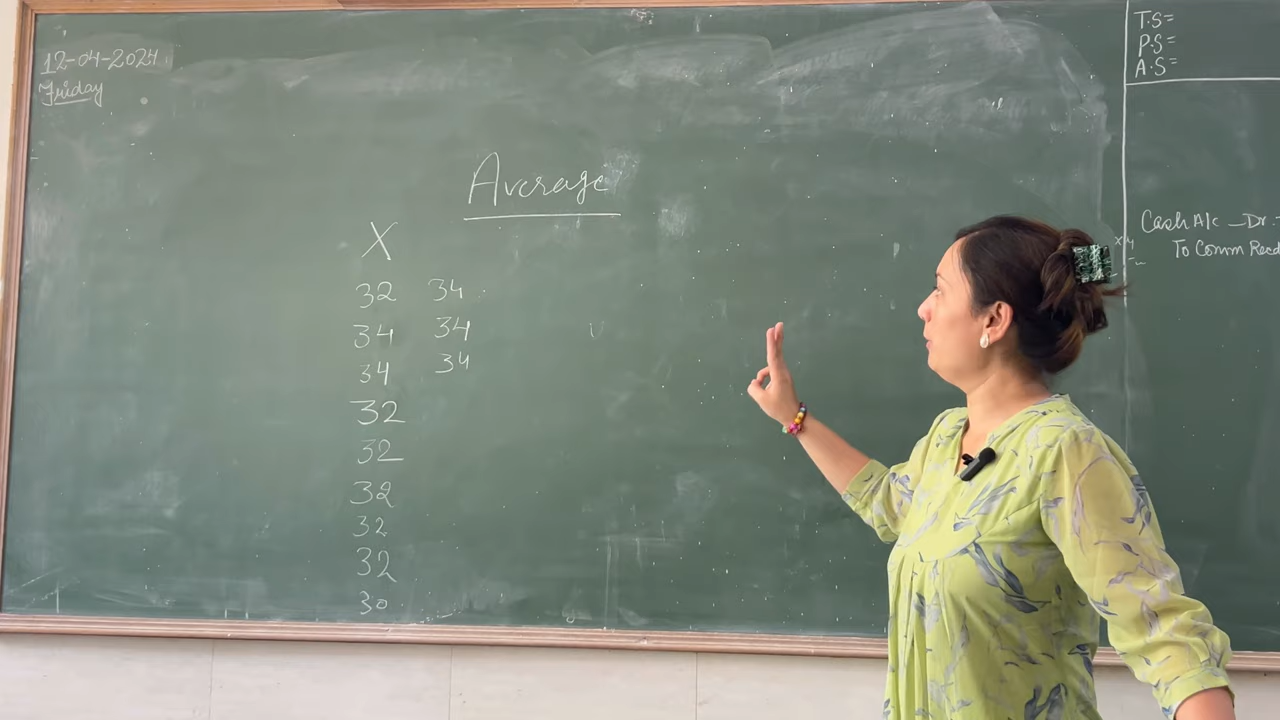 12-04-2024
Friday
Average
X
32 34
34 34
34 34
32
32
32
32
32
30
T.S=
P.S=
A.S=
Cash A/c - Dr.
To Comm Recd